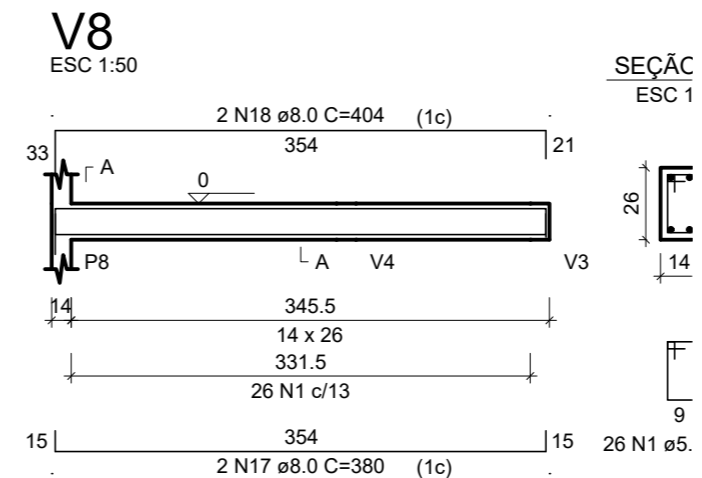 V8
ESC 1:50
SEÇÃO
ESC 1
2 N18 ø8.0 C=404 (1c)
33 354 21
A
0
26
P8 A V4 V3 14
14 345.5
14 x 26
331.5
26 N1 c/13
9
15 354 15 26 N1 ø5.
2 N17 ø8.0 C=380 (1c)